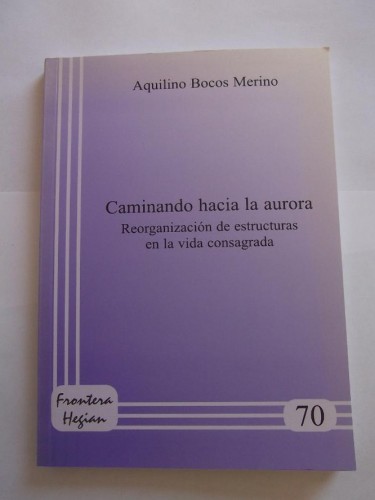 Aquilino Bocos Merino
Caminando hacia la aurora
Reorganización de estructuras
en la vida consagrada
Frontera
Hegian
70